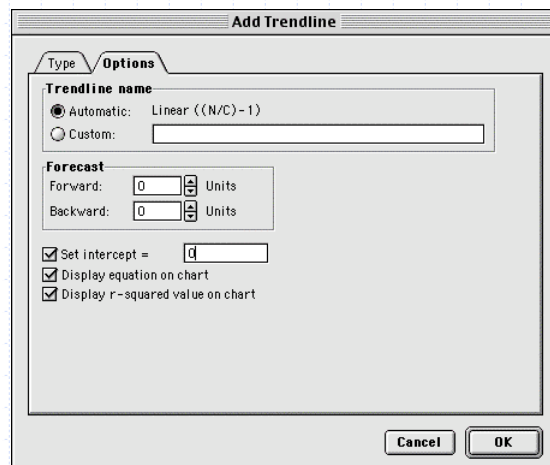 Add Trendline
Type Options
Trendline name
Automatic: Linear ((N/C)-1)
Custom:
Forecast
Forward: 0 Units
Backward: 0 Units
Set intercept = 0
Display equation on chart
Display r-squared value on chart
Cancel OK